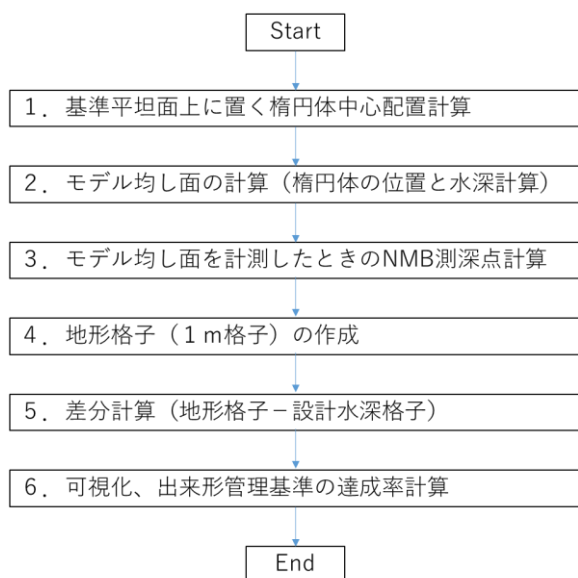 Start
1．基準平坦面上に置く楕円体中心配置計算
2．モデル均し面の計算（楕円体の位置と水深計算）
3．モデル均し面を計測したときのNMB測深点計算
4．地形格子（1ｍ格子）の作成
5．差分計算（地形格子－設計水深格子）
6．可視化、出来形管理基準の達成率計算
End